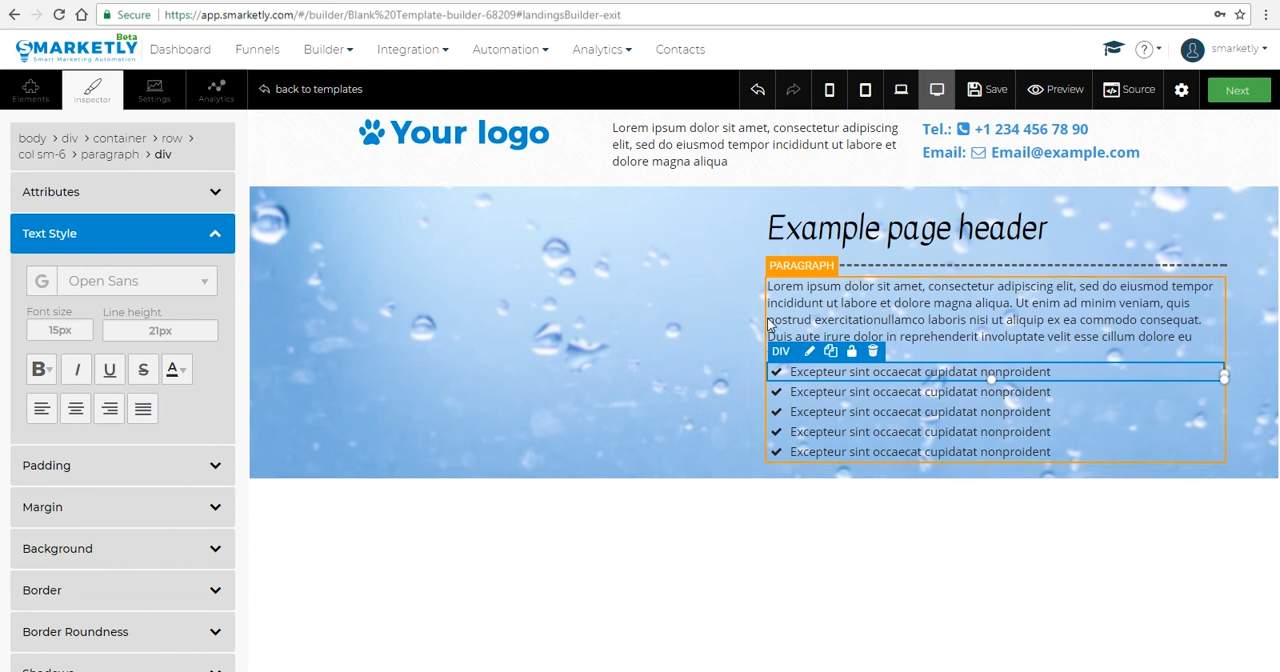 Secure https://app.smarketly.com/#/builder/Blank%20Template-builder-68209#landingsBuilder-exit
SMARKETLY Beta
Smart Marketing Automation
Dashboard Funnels Builder Integration Automation Analytics Contacts ? smarketly
Elements Inspector Settings Analytics back to templates Save Preview Source Next
body div container row
col sm-6 paragraph div
Attributes
Text Style
G Open Sans
Font size Line height
15px 21px
B I U S A
Padding
Margin
Background
Border
Border Roundness
Shadows
Your logo
Lorem ipsum dolor sit amet, consectetur adipiscing
elit, sed do eiusmod tempor incididunt ut labore et
dolore magna aliqua
Tel.: +1 234 456 78 90
Email: Email@example.com
Example page header
PARAGRAPH
Lorem ipsum dolor sit amet, consectetur adipiscing elit, sed do eiusmod tempor
incididunt ut labore et dolore magna aliqua. Ut enim ad minim veniam, quis
nostrud exercitationullamco laboris nisi ut aliquip ex ea commodo consequat.
Duis aute irure dolor in reprehenderit involuptate velit esse cillum dolore eu
DIV
Excepteur sint occaecat cupidatat nonproident
Excepteur sint occaecat cupidatat nonproident
Excepteur sint occaecat cupidatat nonproident
Excepteur sint occaecat cupidatat nonproident
Excepteur sint occaecat cupidatat nonproident